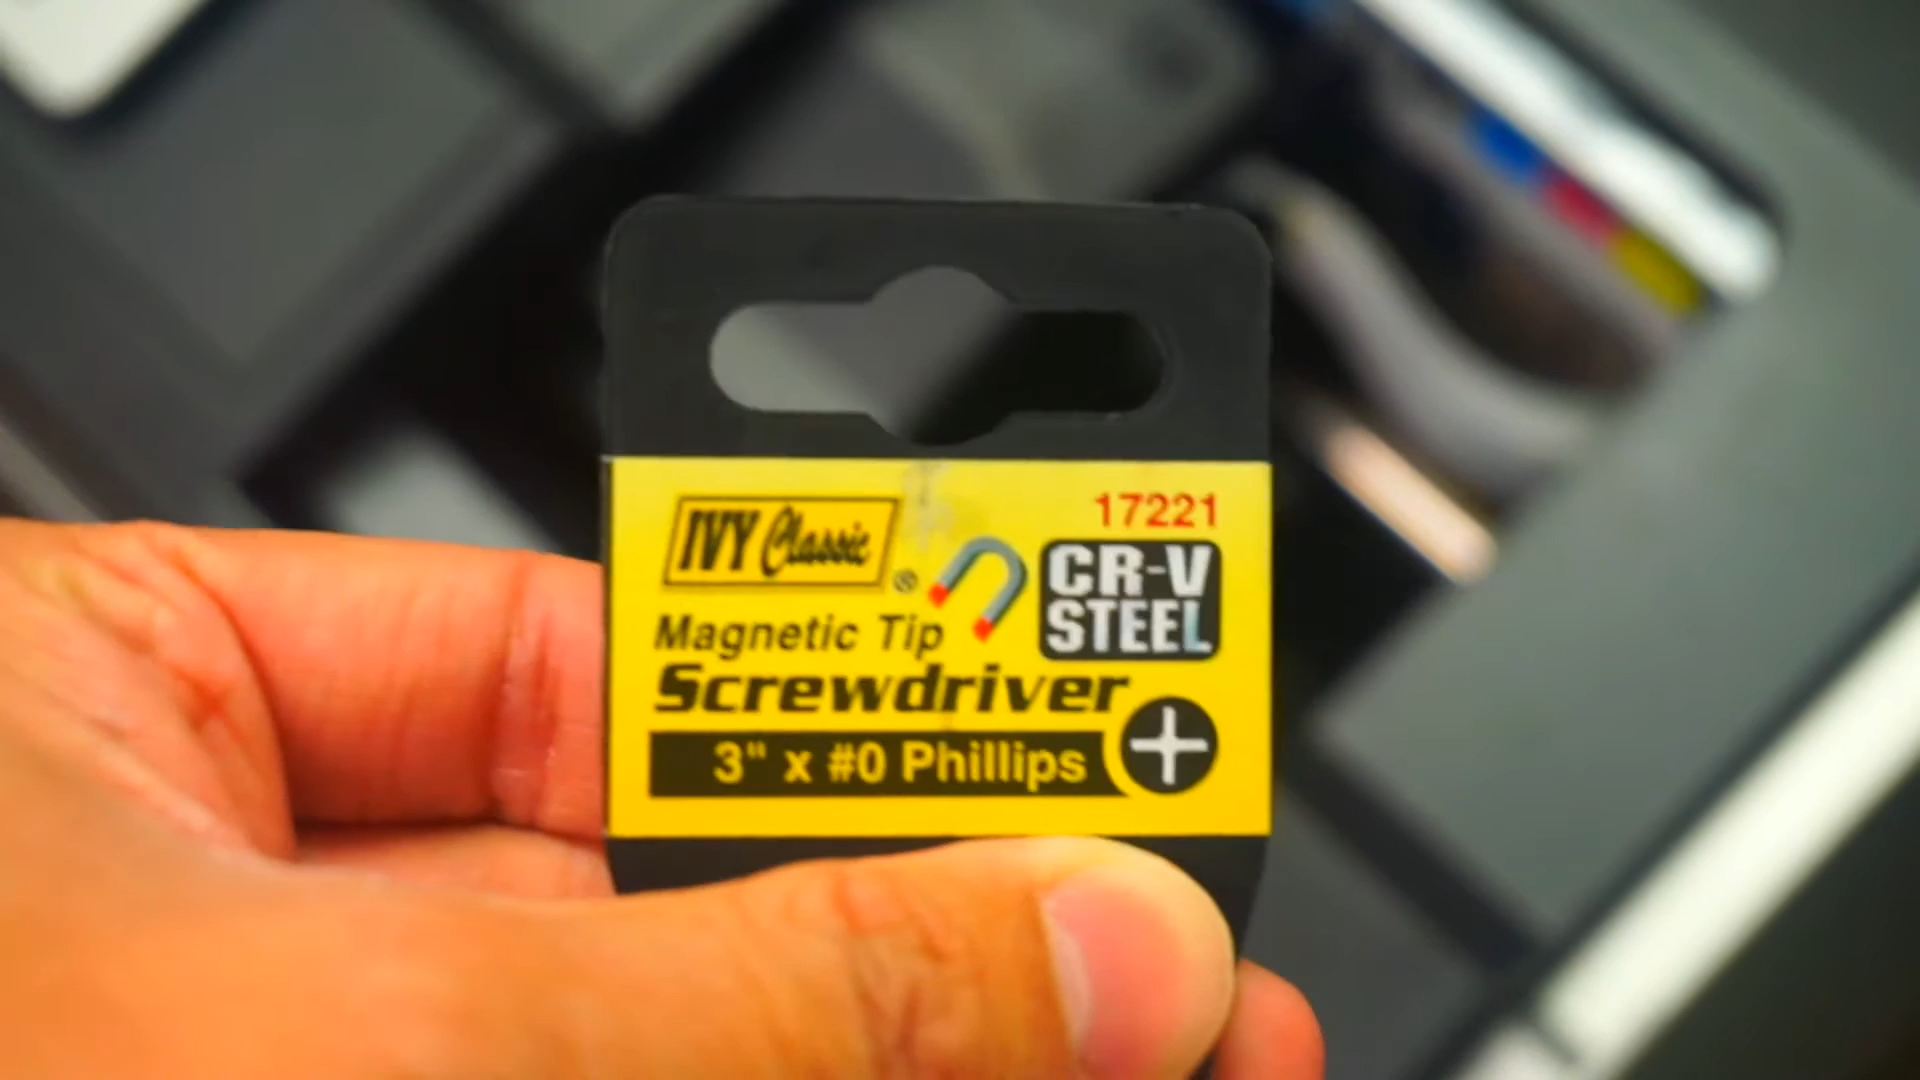 17221
IVY Classic ®
CR-V
STEEL
Magnetic Tip
Screwdriver
3" x #0 Phillips